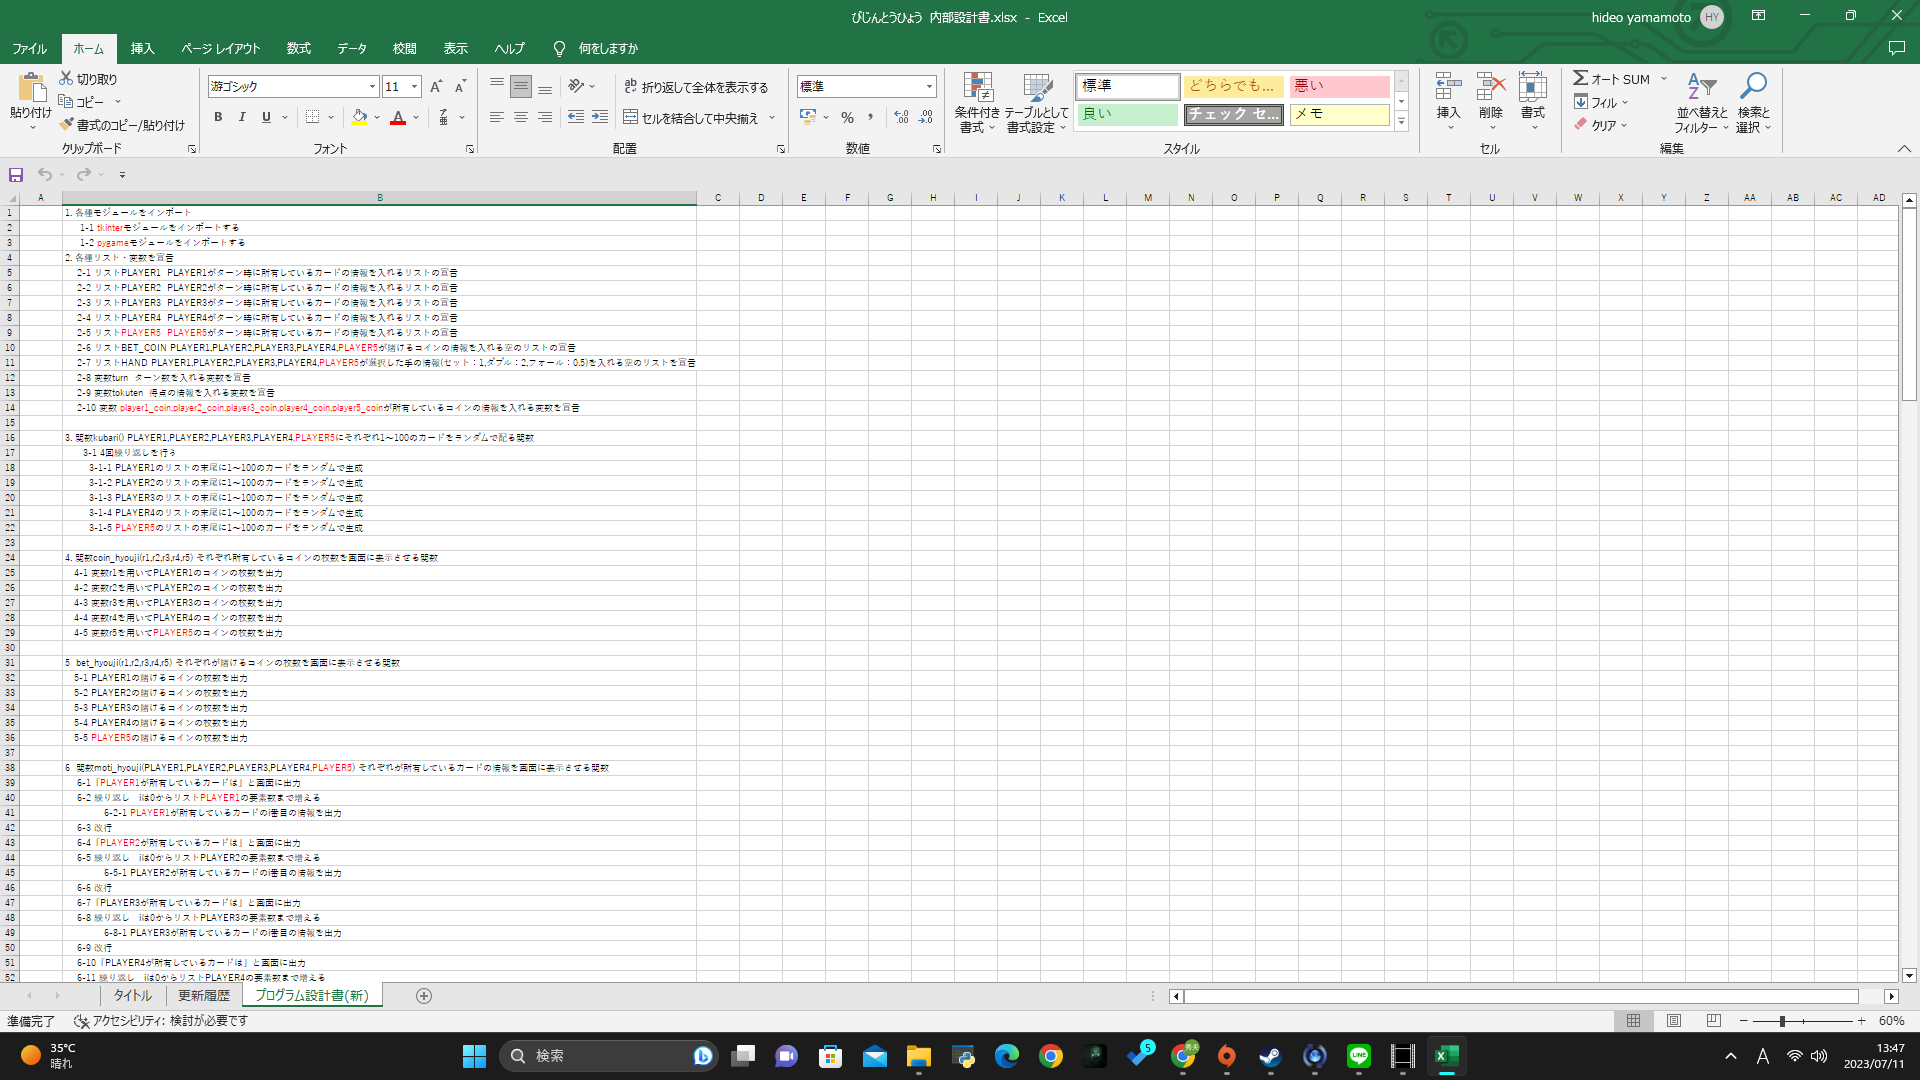 びじんとうひょう 内部設計書.xlsx - Excel
hideo yamamoto HY
ファイル ホーム 挿入 ページ レイアウト 数式 データ 校閲 表示 ヘルプ 何をしますか
貼り付け
切り取り
コピー
書式のコピー/貼り付け
クリップボード
游ゴシック 11
B I U
フォント
折り返して全体を表示する
セルを結合して中央揃え
配置
標準
%
数値
条件付き書式
テーブルとして書式設定
標準 どちらでも... 悪い
良い チェック セ... メモ
スタイル
挿入 削除 書式
セル
オート SUM
フィル
クリア
並べ替えとフィルター
検索と選択
編集
A B C D E F G H I J K L M N O P Q R S T U V W X Y Z AA AB AC AD
1 1. 各種モジュールをインポート
2 1-1 tkinterモジュールをインポートする
3 1-2 pygameモジュールをインポートする
4 2. 各種リスト・変数を宣言
5 2-1 リストPLAYER1 PLAYER1がターン時に所有しているカードの情報を入れるリストの宣言
6 2-2 リストPLAYER2 PLAYER2がターン時に所有しているカードの情報を入れるリストの宣言
7 2-3 リストPLAYER3 PLAYER3がターン時に所有しているカードの情報を入れるリストの宣言
8 2-4 リストPLAYER4 PLAYER4がターン時に所有しているカードの情報を入れるリストの宣言
9 2-5 リストPLAYER5 PLAYER5がターン時に所有しているカードの情報を入れるリストの宣言
10 2-6 リストBET_COIN PLAYER1,PLAYER2,PLAYER3,PLAYER4,PLAYER5が賭けるコインの情報を入れる空のリストの宣言
11 2-7 リストHAND PLAYER1,PLAYER2,PLAYER3,PLAYER4,PLAYER5が選択した手の情報(セット：1,ダブル：2,フォール：0.5)を入れる空のリストを宣言
12 2-8 変数turn ターン数を入れる変数を宣言
13 2-9 変数tokuten 得点の情報を入れる変数を宣言
14 2-10 変数 player1_coin,player2_coin,player3_coin,player4_coin,player5_coinが所有しているコインの情報を入れる変数を宣言
15
16 3. 関数kubari() PLAYER1,PLAYER2,PLAYER3,PLAYER4,PLAYER5にそれぞれ1～100のカードをランダムで配る関数
17 3-1 4回繰り返しを行う
18 3-1-1 PLAYER1のリストの末尾に1～100のカードをランダムで生成
19 3-1-2 PLAYER2のリストの末尾に1～100のカードをランダムで生成
20 3-1-3 PLAYER3のリストの末尾に1～100のカードをランダムで生成
21 3-1-4 PLAYER4のリストの末尾に1～100のカードをランダムで生成
22 3-1-5 PLAYER5のリストの末尾に1～100のカードをランダムで生成
23
24 4. 関数coin_hyouji(r1,r2,r3,r4,r5) それぞれ所有しているコインの枚数を画面に表示させる関数
25 4-1 変数r1を用いてPLAYER1のコインの枚数を出力
26 4-2 変数r2を用いてPLAYER2のコインの枚数を出力
27 4-3 変数r3を用いてPLAYER3のコインの枚数を出力
28 4-4 変数r4を用いてPLAYER4のコインの枚数を出力
29 4-5 変数r5を用いてPLAYER5のコインの枚数を出力
30
31 5 bet_hyouji(r1,r2,r3,r4,r5) それぞれが賭けるコインの枚数を画面に表示させる関数
32 5-1 PLAYER1の賭けるコインの枚数を出力
33 5-2 PLAYER2の賭けるコインの枚数を出力
34 5-3 PLAYER3の賭けるコインの枚数を出力
35 5-4 PLAYER4の賭けるコインの枚数を出力
36 5-5 PLAYER5の賭けるコインの枚数を出力
37
38 6 関数moti_hyouji(PLAYER1,PLAYER2,PLAYER3,PLAYER4,PLAYER5) それぞれが所有しているカードの情報を画面に表示させる関数
39 6-1「PLAYER1が所有しているカードは」と画面に出力
40 6-2 繰り返し iは0からリストPLAYER1の要素数まで増える
41 6-2-1 PLAYER1が所有しているカードのi番目の情報を出力
42 6-3 改行
43 6-4「PLAYER2が所有しているカードは」と画面に出力
44 6-5 繰り返し iは0からリストPLAYER2の要素数まで増える
45 6-5-1 PLAYER2が所有しているカードのi番目の情報を出力
46 6-6 改行
47 6-7「PLAYER3が所有しているカードは」と画面に出力
48 6-8 繰り返し iは0からリストPLAYER3の要素数まで増える
49 6-8-1 PLAYER3が所有しているカードのi番目の情報を出力
50 6-9 改行
51 6-10「PLAYER4が所有しているカードは」と画面に出力
52 6-11 繰り返し iは0からリストPLAYER4の要素数まで増える
タイトル 更新履歴 プログラム設計書(新)
準備完了 アクセシビリティ: 検討が必要です 60%
35°C
晴れ
検索
5
秀夫
LINE
A
13:47
2023/07/11